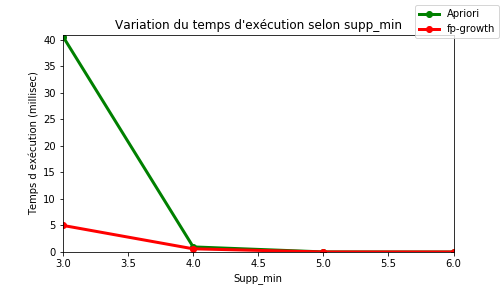 Variation du temps d'exécution selon supp_min
Apriori
fp-growth
Temps d exécution (millisec)
40
35
30
25
20
15
10
5
0
3.0 3.5 4.0 4.5 5.0 5.5 6.0
Supp_min